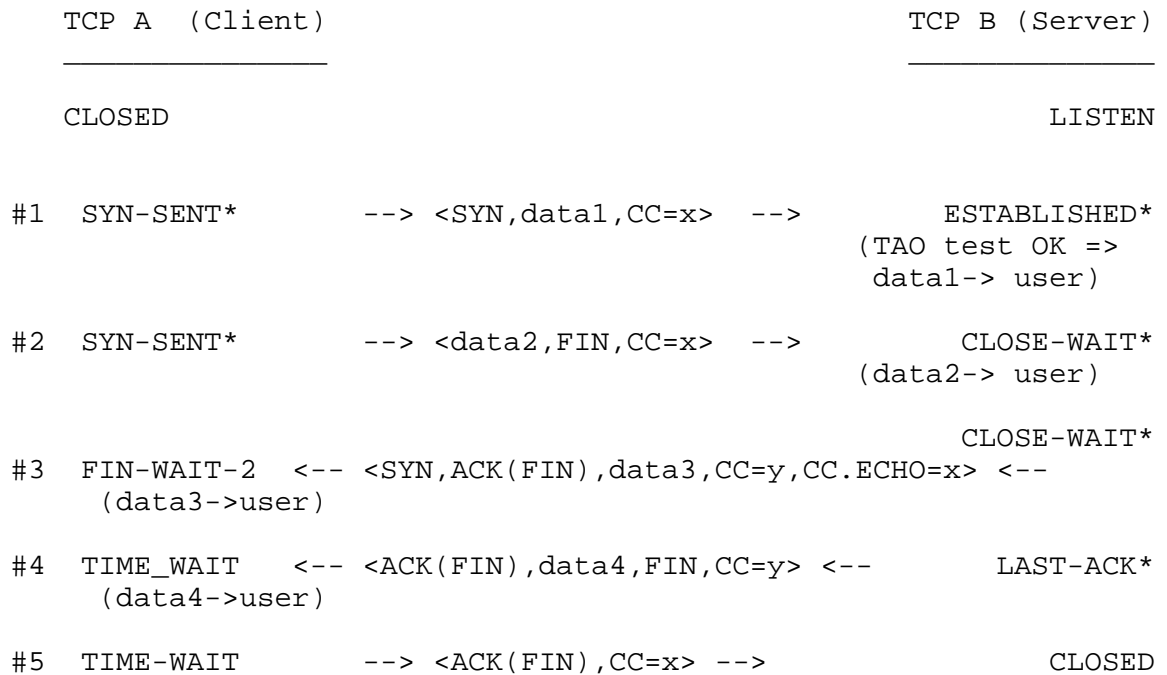 TCP A (Client) TCP B (Server)
CLOSED LISTEN
#1 SYN-SENT* --> <SYN,data1,CC=x> --> ESTABLISHED*
(TAO test OK =>
data1-> user)
#2 SYN-SENT* --> <data2,FIN,CC=x> --> CLOSE-WAIT*
(data2-> user)
CLOSE-WAIT*
#3 FIN-WAIT-2 <-- <SYN,ACK(FIN),data3,CC=y,CC.ECHO=x> <--
(data3->user)
#4 TIME_WAIT <-- <ACK(FIN),data4,FIN,CC=y> <-- LAST-ACK*
(data4->user)
#5 TIME-WAIT --> <ACK(FIN),CC=x> --> CLOSED